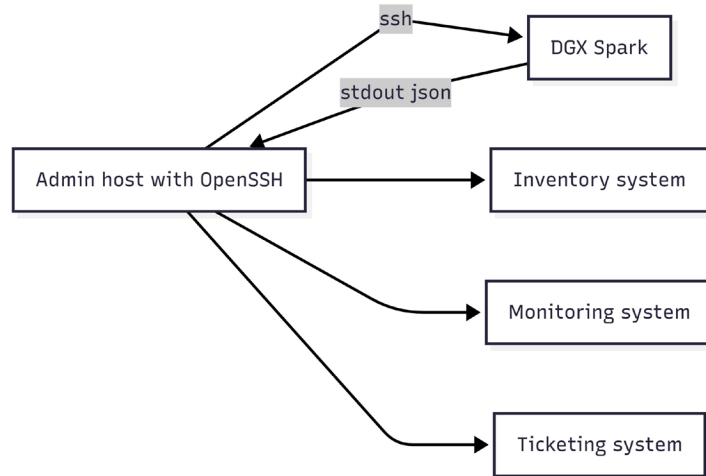 ssh
DGX Spark
stdout json
Admin host with OpenSSH
Inventory system
Monitoring system
Ticketing system